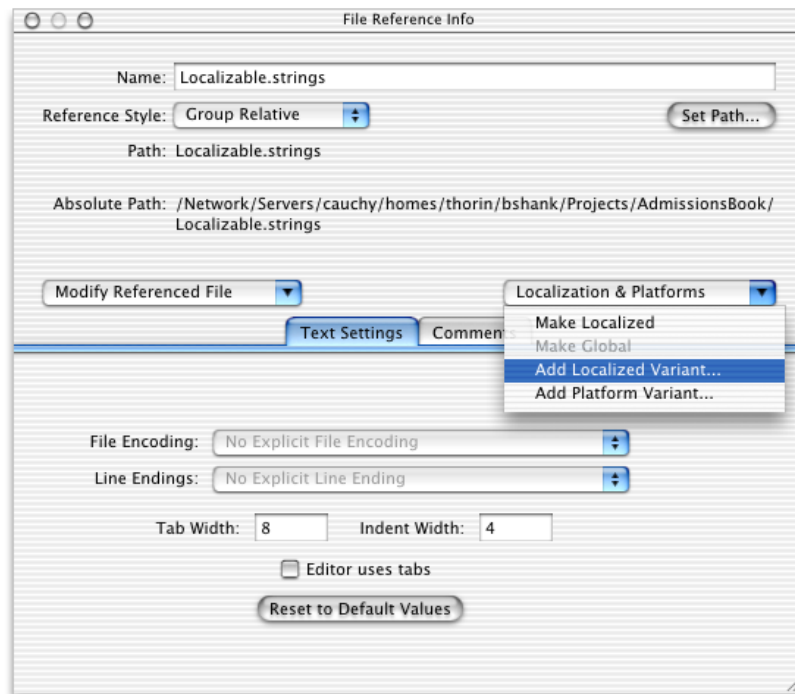 File Reference Info
Name: Localizable.strings
Reference Style: Group Relative Set Path...
Path: Localizable.strings
Absolute Path: /Network/Servers/cauchy/homes/thorin/bshank/Projects/AdmissionsBook/
Localizable.strings
Modify Referenced File Localization & Platforms
Make Localized
Make Global
Add Localized Variant...
Add Platform Variant...
Text Settings Comments
File Encoding: No Explicit File Encoding
Line Endings: No Explicit Line Ending
Tab Width: 8 Indent Width: 4
Editor uses tabs
Reset to Default Values